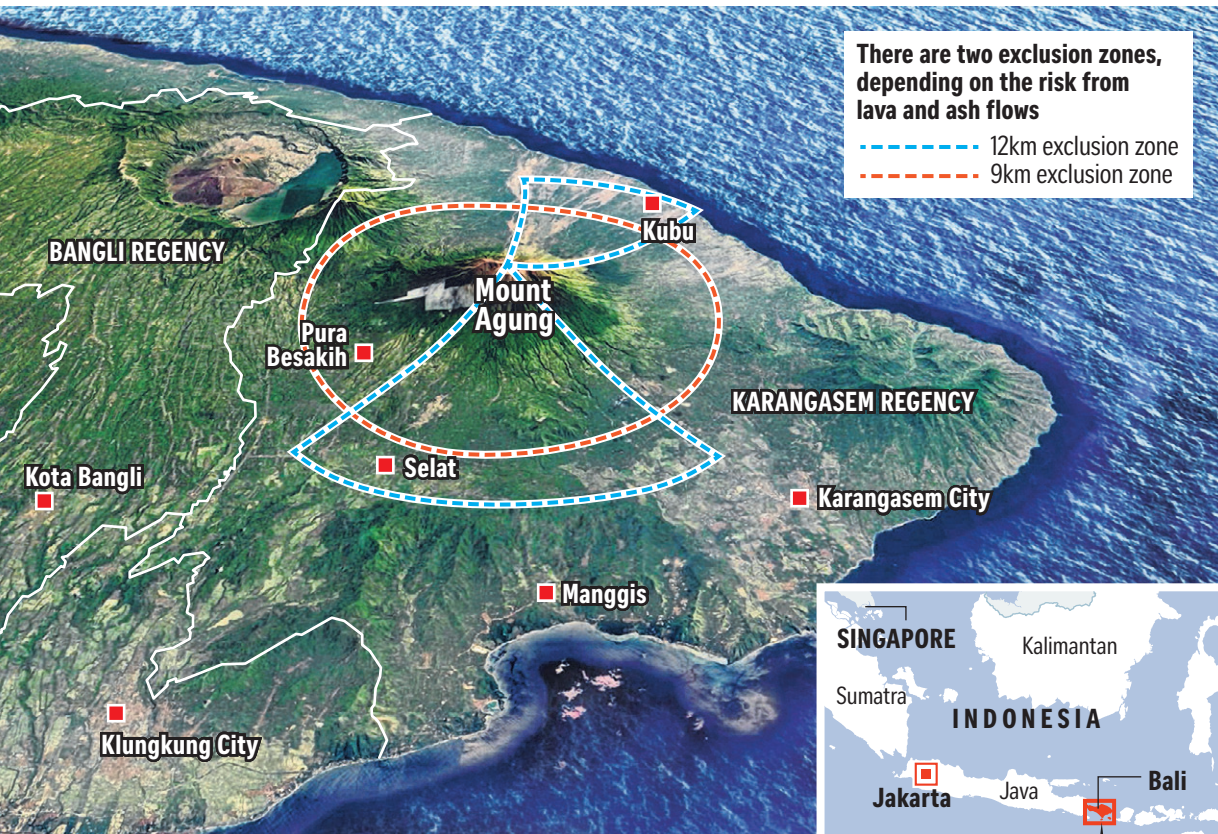 There are two exclusion zones,
depending on the risk from
lava and ash flows
12km exclusion zone
9km exclusion zone
BANGLI REGENCY
Kubu
Mount
Agung
Pura
Besakih
KARANGASEM REGENCY
Selat
Kota Bangli
Karangasem City
Manggis
Klungkung City
SINGAPORE
Kalimantan
Sumatra
INDONESIA
Jakarta
Java
Bali